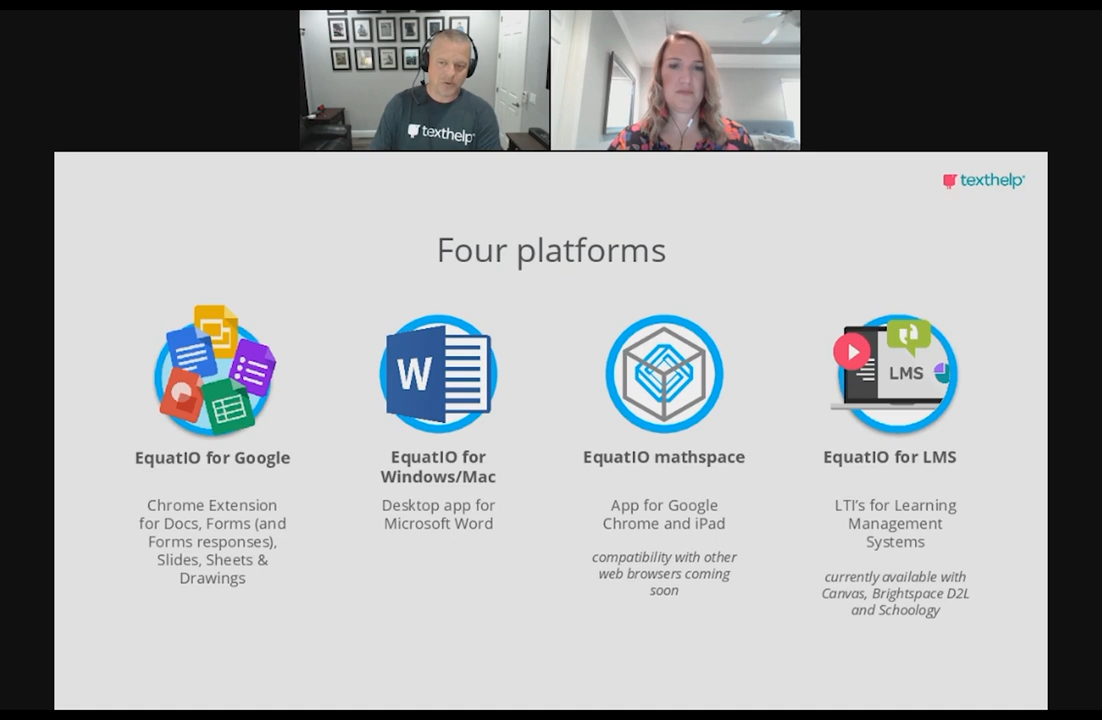 texthelp
texthelp
Four platforms
W
LMS
EquatIO for Google
Chrome Extension
for Docs, Forms (and
Forms responses),
Slides, Sheets &
Drawings
EquatIO for
Windows/Mac
Desktop app for
Microsoft Word
EquatIO mathspace
App for Google
Chrome and iPad
compatibility with other
web browsers coming
soon
EquatIO for LMS
LTI's for Learning
Management
Systems
currently available with
Canvas, Brightspace D2L
and Schoology